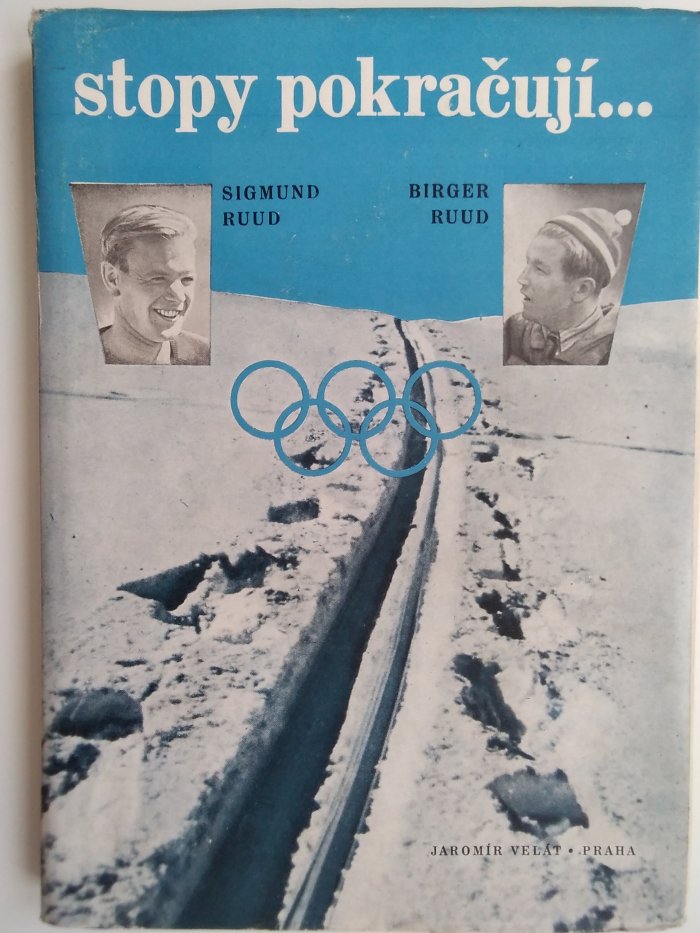 stopy pokračují...
SIGMUND
RUUD
BIRGER
RUUD
JAROMÍR VELÁT • PRAHA